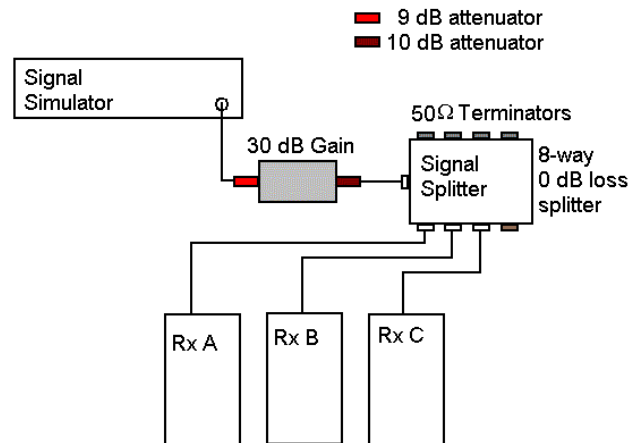 9 dB attenuator
10 dB attenuator
Signal
Simulator
50Ω Terminators
30 dB Gain
Signal
Splitter
8-way
0 dB loss
splitter
Rx A
Rx B
Rx C